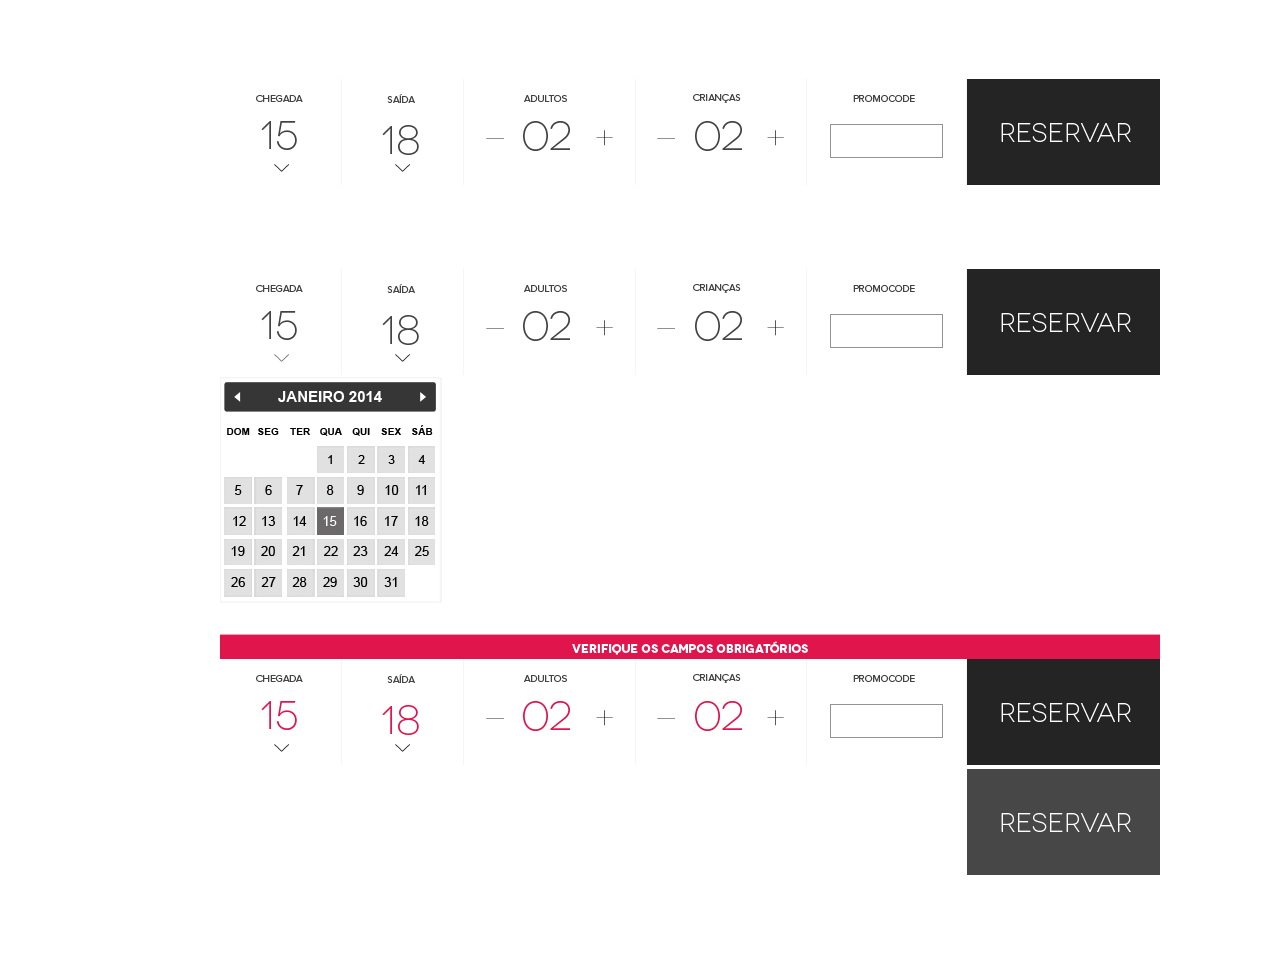 CHEGADA SAÍDA ADULTOS CRIANÇAS PROMOCODE
15 18 — 02 + — 02 + RESERVAR
CHEGADA SAÍDA ADULTOS CRIANÇAS PROMOCODE
15 18 — 02 + — 02 + RESERVAR
JANEIRO 2014
DOM SEG TER QUA QUI SEX SÁB
1 2 3 4
5 6 7 8 9 10 11
12 13 14 15 16 17 18
19 20 21 22 23 24 25
26 27 28 29 30 31
VERIFIQUE OS CAMPOS OBRIGATÓRIOS
CHEGADA SAÍDA ADULTOS CRIANÇAS PROMOCODE
15 18 — 02 + — 02 + RESERVAR
RESERVAR